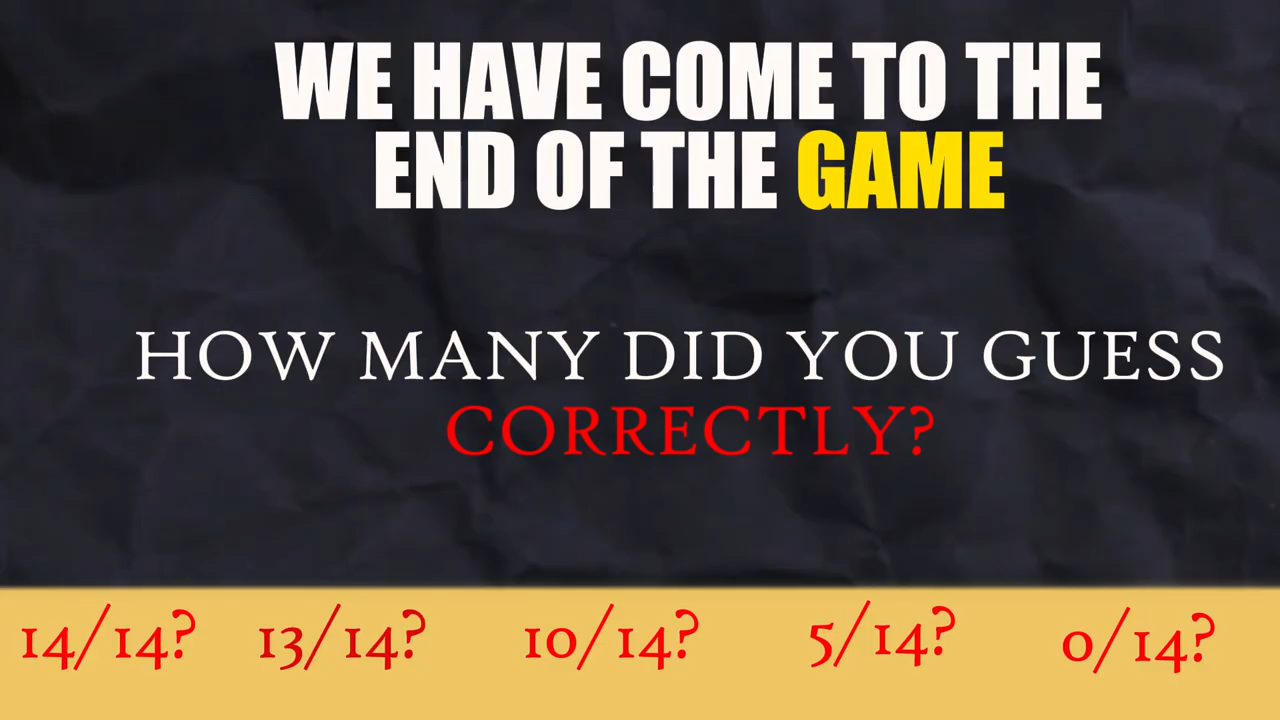 WE HAVE COME TO THE
END OF THE GAME
HOW MANY DID YOU GUESS
CORRECTLY?
14/14? 13/14? 10/14? 5/14? 0/14?